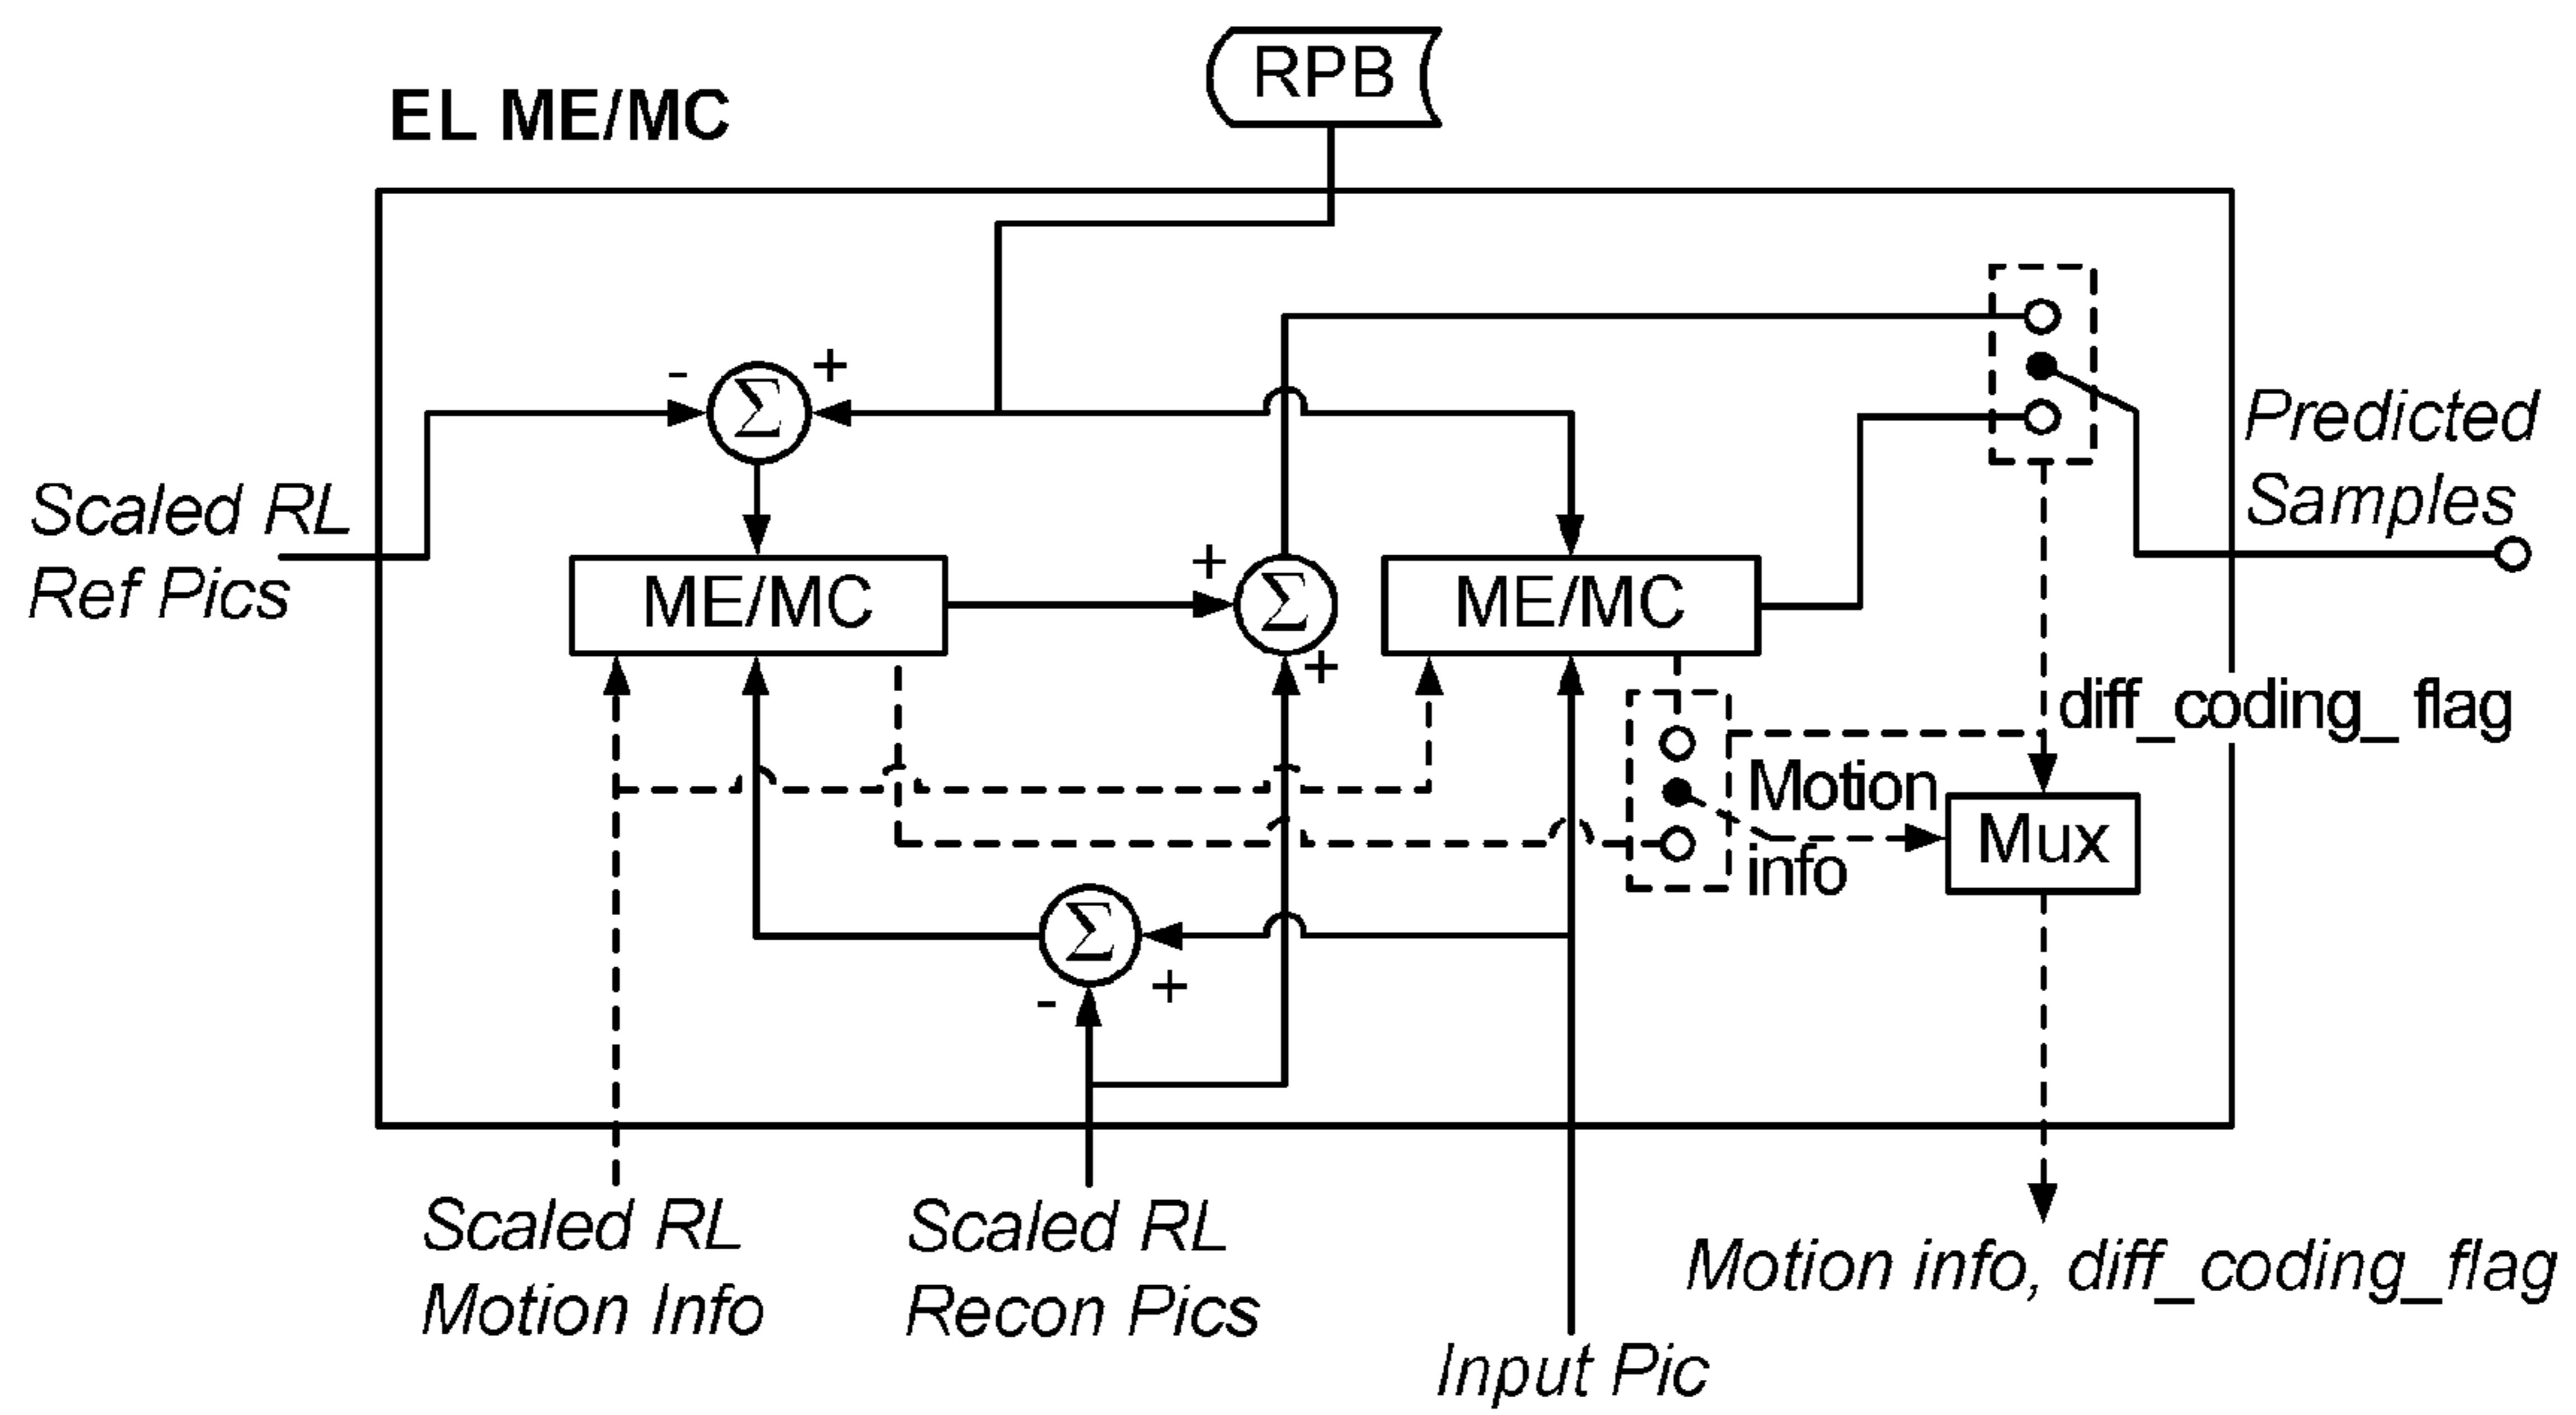 RPB
EL ME/MC
-
+
Σ
Predicted
Samples
Scaled RL
Ref Pics
ME/MC
+
Σ
+
ME/MC
diff_coding_ flag
Motion
info
Mux
Σ
-
+
Scaled RL
Motion Info
Scaled RL
Recon Pics
Motion info, diff_coding_flag
Input Pic